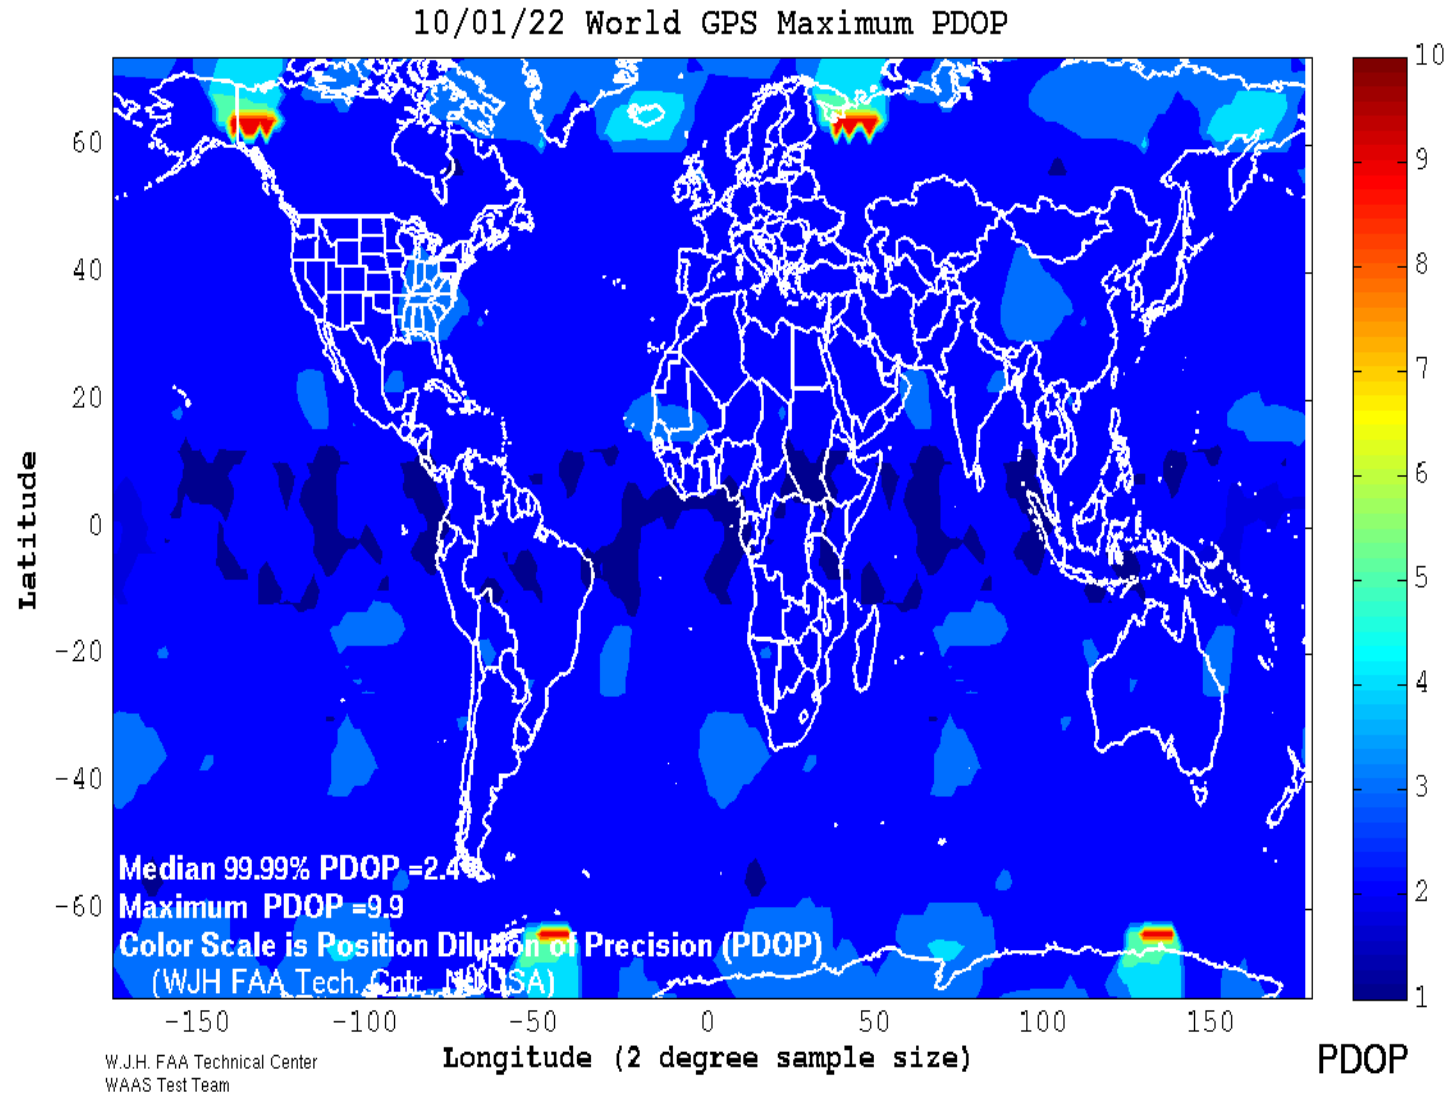 10/01/22 World GPS Maximum PDOP
10
9
8
7
6
5
4
3
2
1
60
40
20
0
-20
-40
-60
Latitude
Median 99.99% PDOP =2.4
Maximum PDOP =9.9
Color Scale is Position Dilution of Precision (PDOP)
(WJH FAA Tech. Cntr. NJ USA)
-150 -100 -50 0 50 100 150
Longitude (2 degree sample size)
PDOP
W.J.H. FAA Technical Center
WAAS Test Team